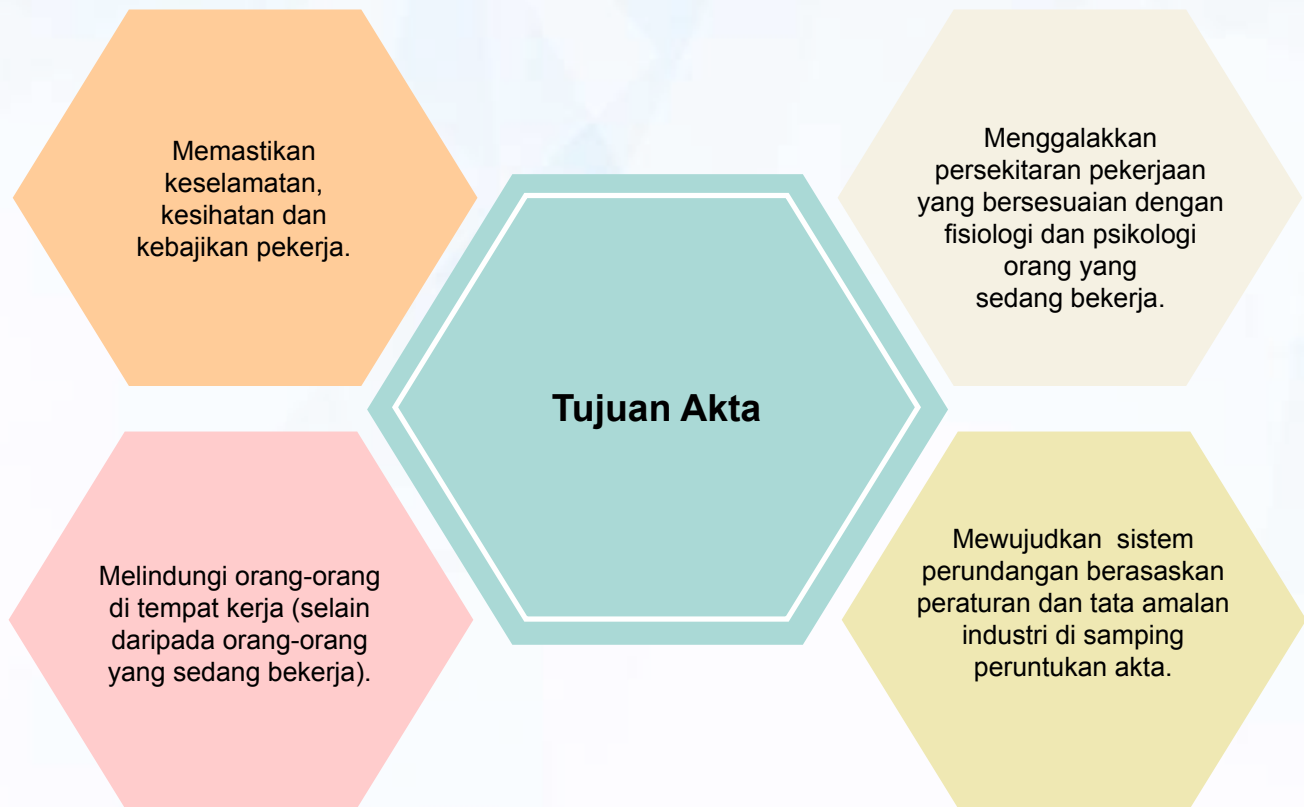 Memastikan
keselamatan,
kesihatan dan
kebajikan pekerja.
Menggalakkan
persekitaran pekerjaan
yang bersesuaian dengan
fisiologi dan psikologi
orang yang
sedang bekerja.
Tujuan Akta
Melindungi orang-orang
di tempat kerja (selain
daripada orang-orang
yang sedang bekerja).
Mewujudkan  sistem
perundangan berasaskan
peraturan dan tata amalan
industri di samping
peruntukan akta.